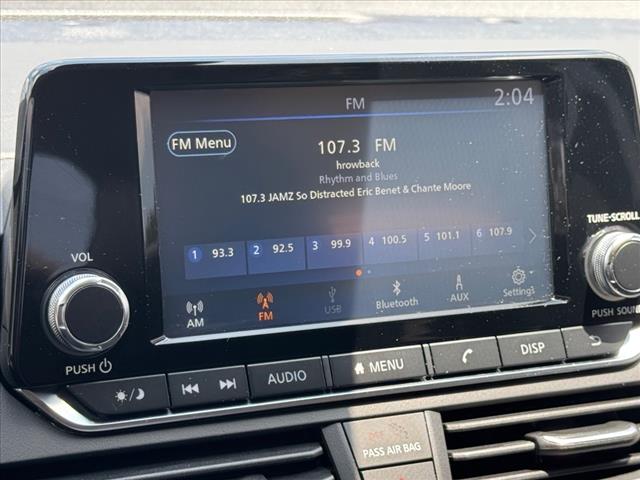 FM 2:04
FM Menu
107.3 FM
throwback
Rhythm and Blues
107.3 JAMZ So Distracted Eric Benet & Chante Moore
1 93.3 2 92.5 3 99.9 4 100.5 5 101.1 6 107.9
AM FM USB Bluetooth AUX Settings
VOL
PUSH
TUNE·SCROLL
PUSH
AUDIO MENU DISP
PASS AIR BAG